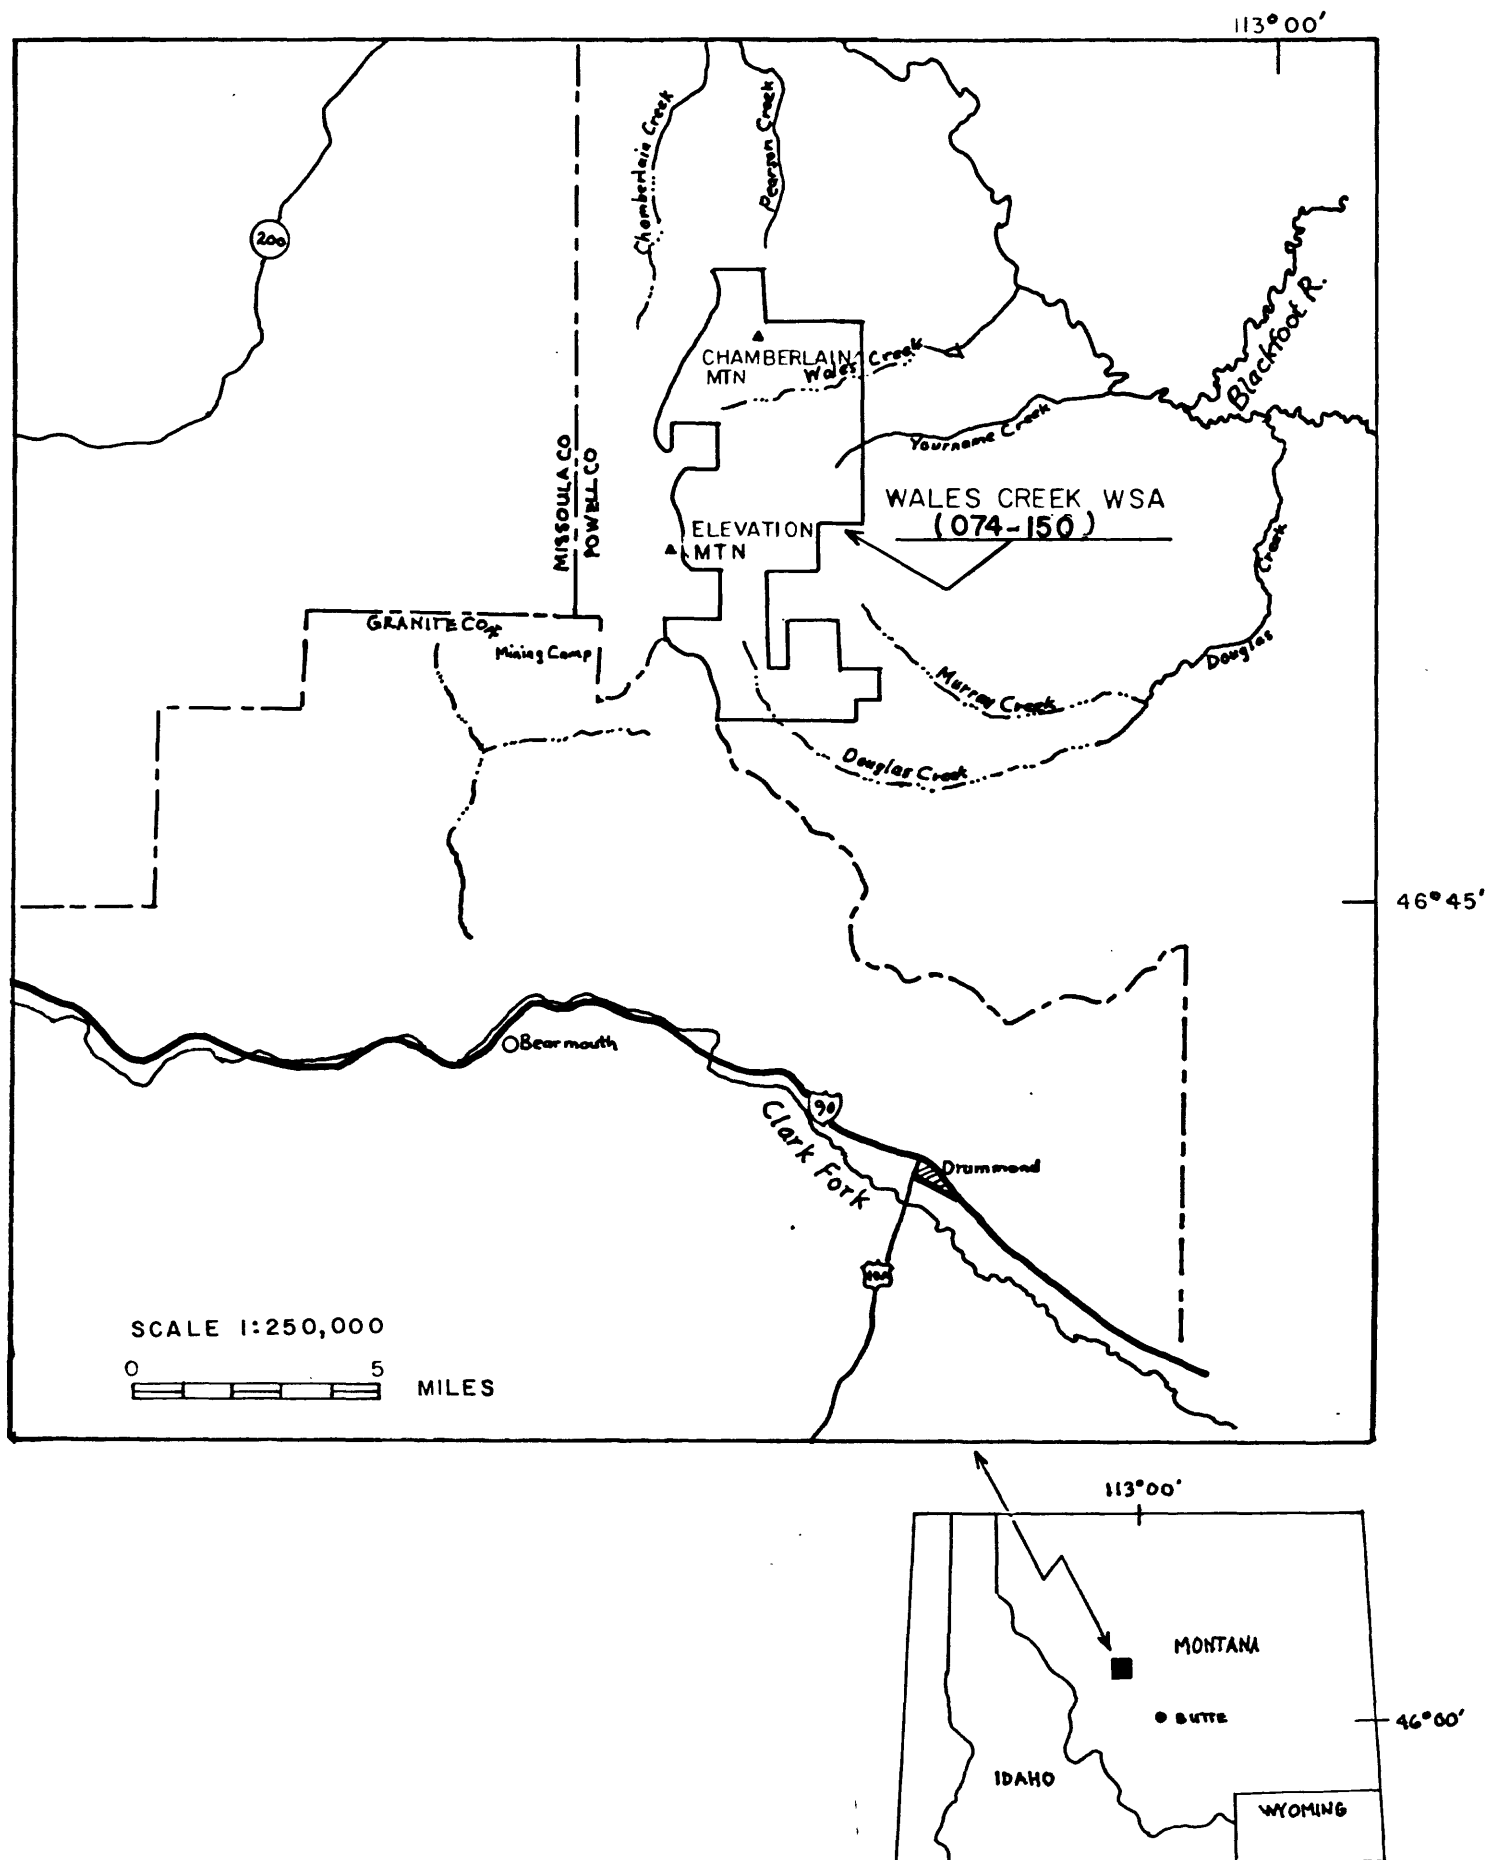 113°00'
Chamberlain Creek
Pearson Creek
200
Blackfoot R.
CHAMBERLAIN
MTN
Wales Creek
Yourname Creek
MISSOULA CO
POWELL CO
WALES CREEK WSA
(074-150)
ELEVATION
MTN
Creek
Douglas
GRANITE CO
Mining Camp
Murray Creek
Douglas Creek
46°45'
Bearmouth
90
Clark Fork
Drummond
SCALE 1:250,000
0 5
MILES
113°00'
MONTANA
BUTTE
46°00'
IDAHO
WYOMING